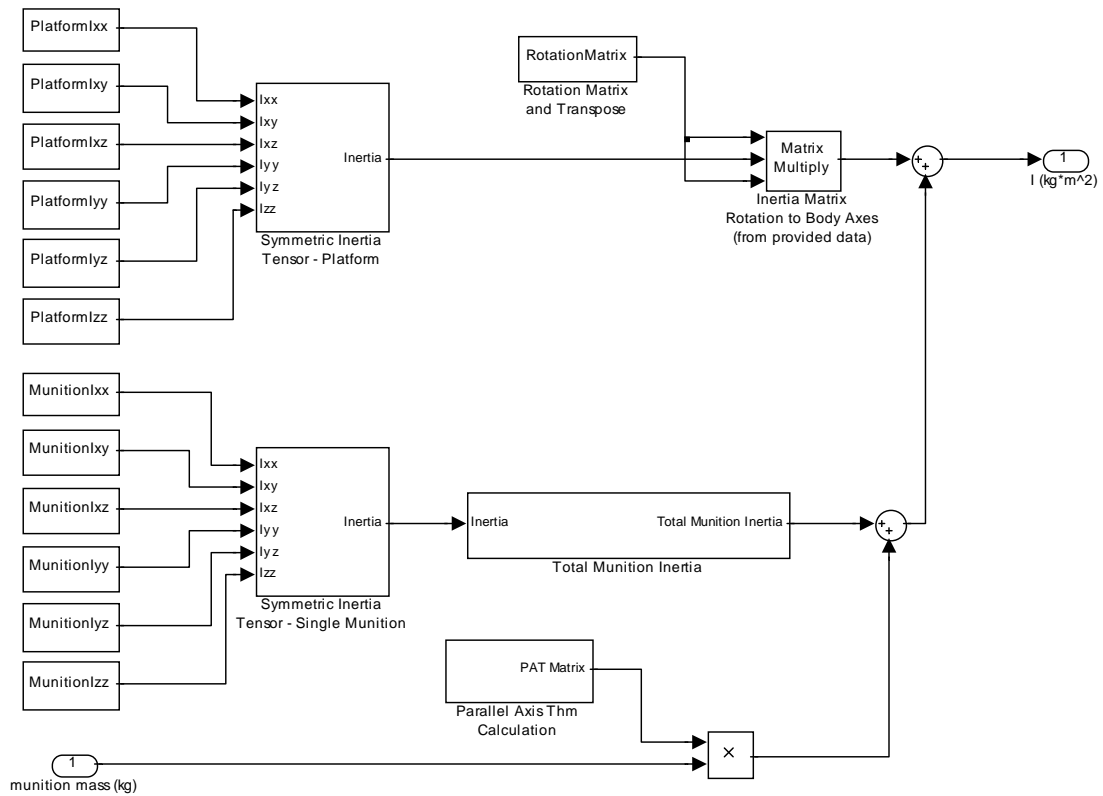 PlatformIxx
PlatformIxy
PlatformIxz
PlatformIyy
PlatformIyz
PlatformIzz
Ixx
Ixy
Ixz
Iyy
Iyz
Izz
Inertia
Symmetric Inertia
Tensor - Platform
RotationMatrix
Rotation Matrix
and Transpose
Matrix
Multiply
Inertia Matrix
Rotation to Body Axes
(from provided data)
+
+
1
I (kg*m^2)
MunitionIxx
MunitionIxy
MunitionIxz
MunitionIyy
MunitionIyz
MunitionIzz
Ixx
Ixy
Ixz
Iyy
Iyz
Izz
Inertia
Symmetric Inertia
Tensor - Single Munition
Inertia
Total Munition Inertia
Total Munition Inertia
+
+
PAT Matrix
Parallel Axis Thm
Calculation
×
1
munition mass (kg)